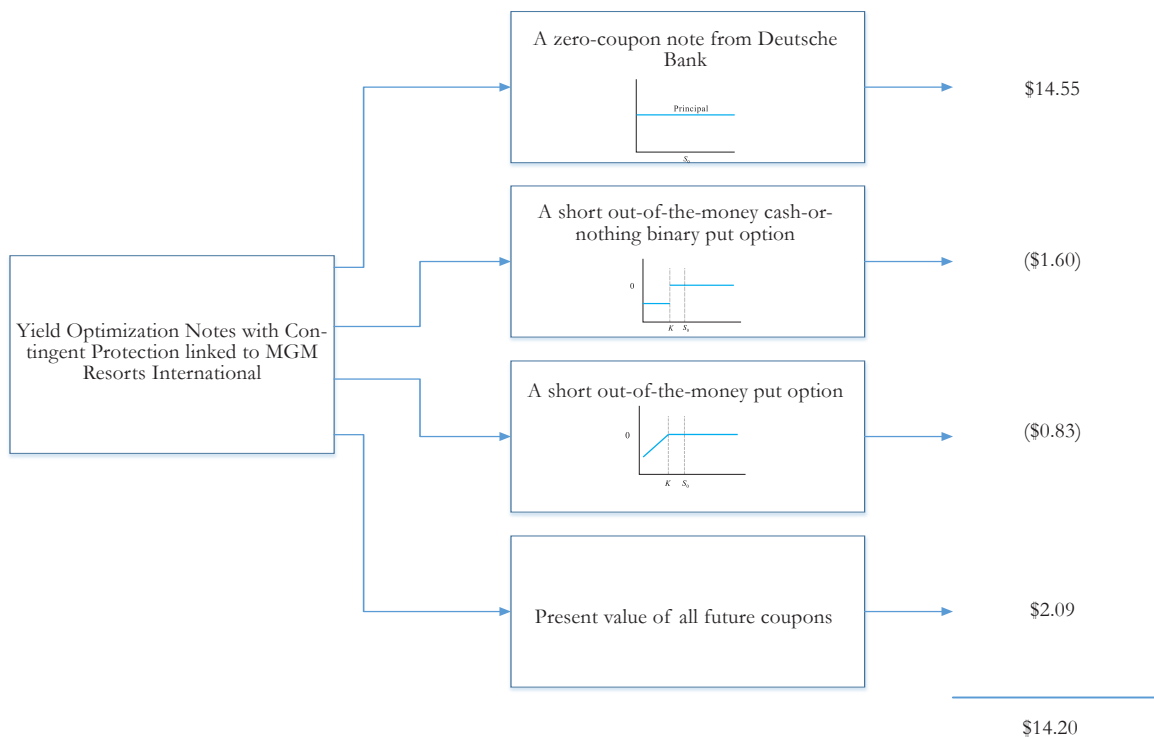 A zero-coupon note from Deutsche
Bank
Principal
S₀
$14.55
A short out-of-the-money cash-or-
nothing binary put option
0
K
S₀
($1.60)
Yield Optimization Notes with Con-
tingent Protection linked to MGM
Resorts International
A short out-of-the-money put option
0
K
S₀
($0.83)
Present value of all future coupons
$2.09
$14.20